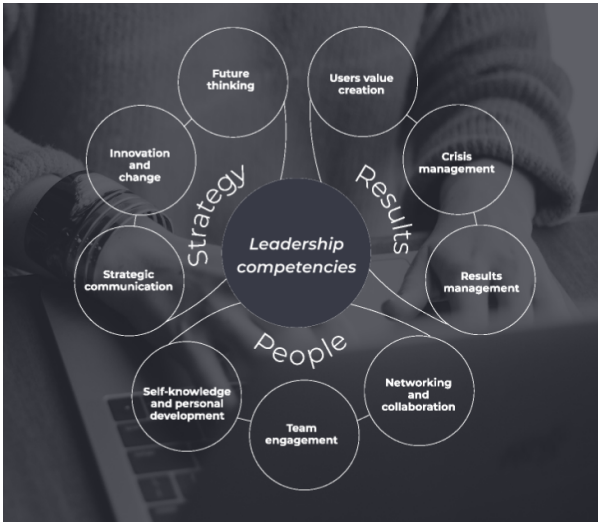 Future
thinking
Users value
creation
Innovation
and
change
Crisis
management
Strategy
Results
Leadership
competencies
Strategic
communication
Results
management
People
Self-knowledge
and personal
development
Networking
and
collaboration
Team
engagement